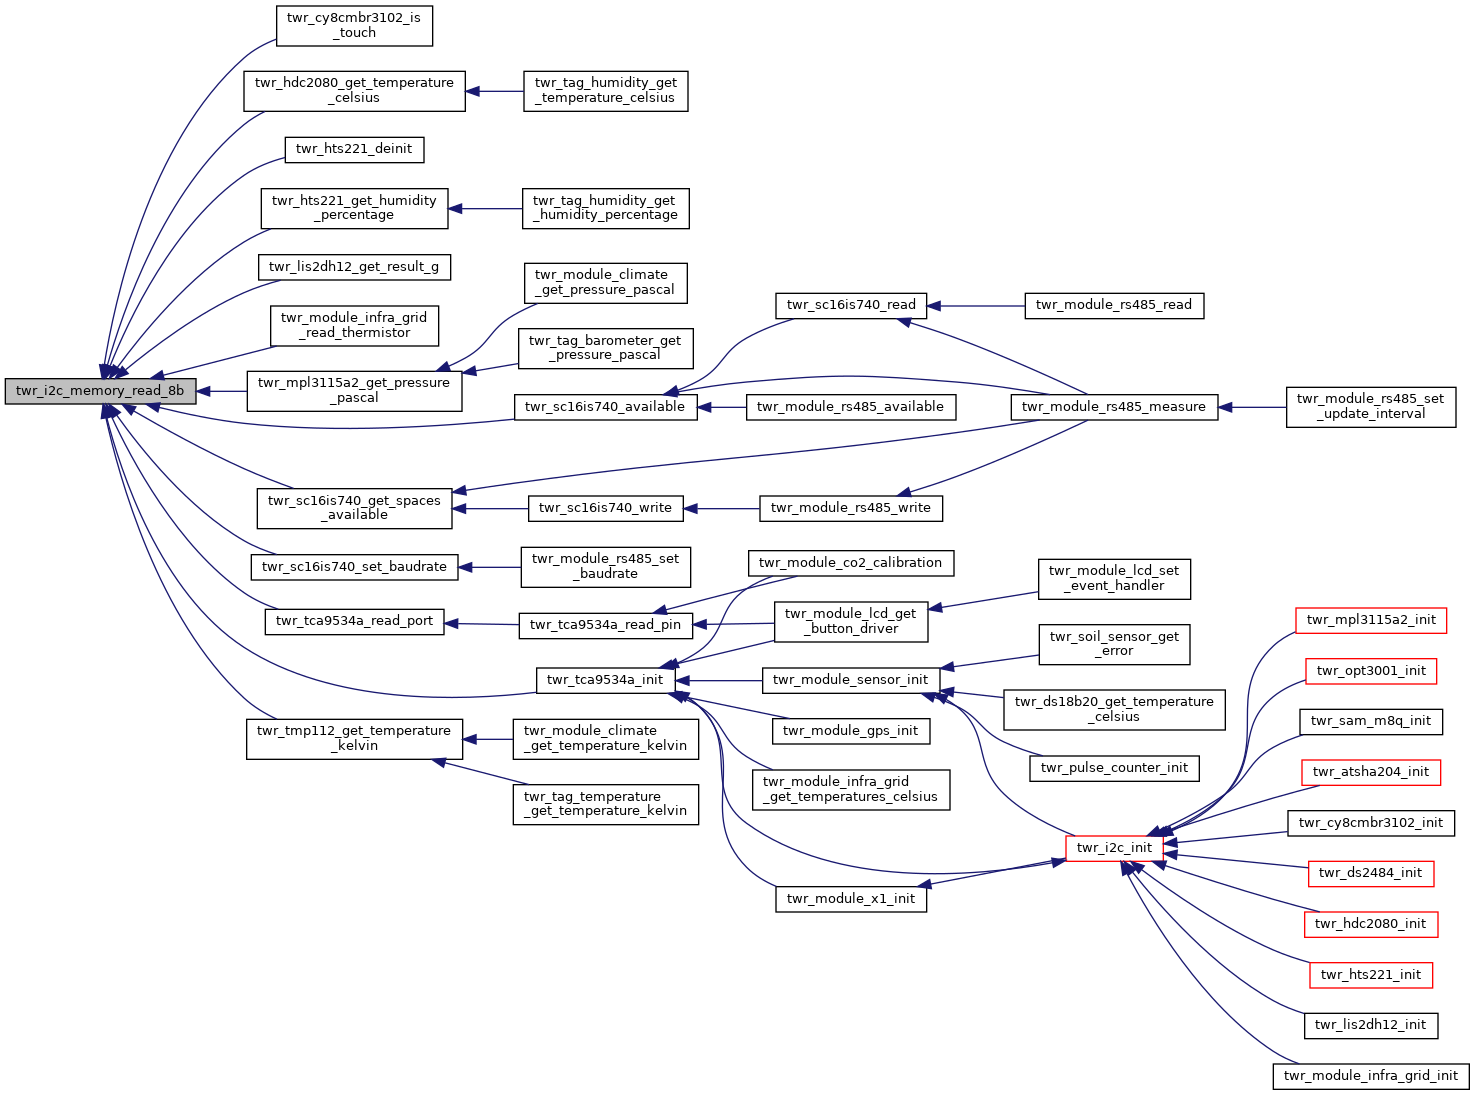 twr_cy8cmbr3102_is
_touch
twr_hdc2080_get_temperature
_celsius
twr_tag_humidity_get
_temperature_celsius
twr_hts221_deinit
twr_hts221_get_humidity
_percentage
twr_tag_humidity_get
_humidity_percentage
twr_lis2dh12_get_result_g
twr_module_climate
_get_pressure_pascal
twr_module_infra_grid
_read_thermistor
twr_sc16is740_read
twr_module_rs485_read
twr_tag_barometer_get
_pressure_pascal
twr_i2c_memory_read_8b
twr_mpl3115a2_get_pressure
_pascal
twr_sc16is740_available
twr_module_rs485_available
twr_module_rs485_measure
twr_module_rs485_set
_update_interval
twr_sc16is740_get_spaces
_available
twr_sc16is740_write
twr_module_rs485_write
twr_sc16is740_set_baudrate
twr_module_rs485_set
_baudrate
twr_module_co2_calibration
twr_module_lcd_set
_event_handler
twr_tca9534a_read_port
twr_tca9534a_read_pin
twr_module_lcd_get
_button_driver
twr_mpl3115a2_init
twr_soil_sensor_get
_error
twr_opt3001_init
twr_tca9534a_init
twr_module_sensor_init
twr_ds18b20_get_temperature
_celsius
twr_sam_m8q_init
twr_tmp112_get_temperature
_kelvin
twr_module_climate
_get_temperature_kelvin
twr_module_gps_init
twr_pulse_counter_init
twr_atsha204_init
twr_tag_temperature
_get_temperature_kelvin
twr_module_infra_grid
_get_temperatures_celsius
twr_cy8cmbr3102_init
twr_i2c_init
twr_ds2484_init
twr_module_x1_init
twr_hdc2080_init
twr_hts221_init
twr_lis2dh12_init
twr_module_infra_grid_init